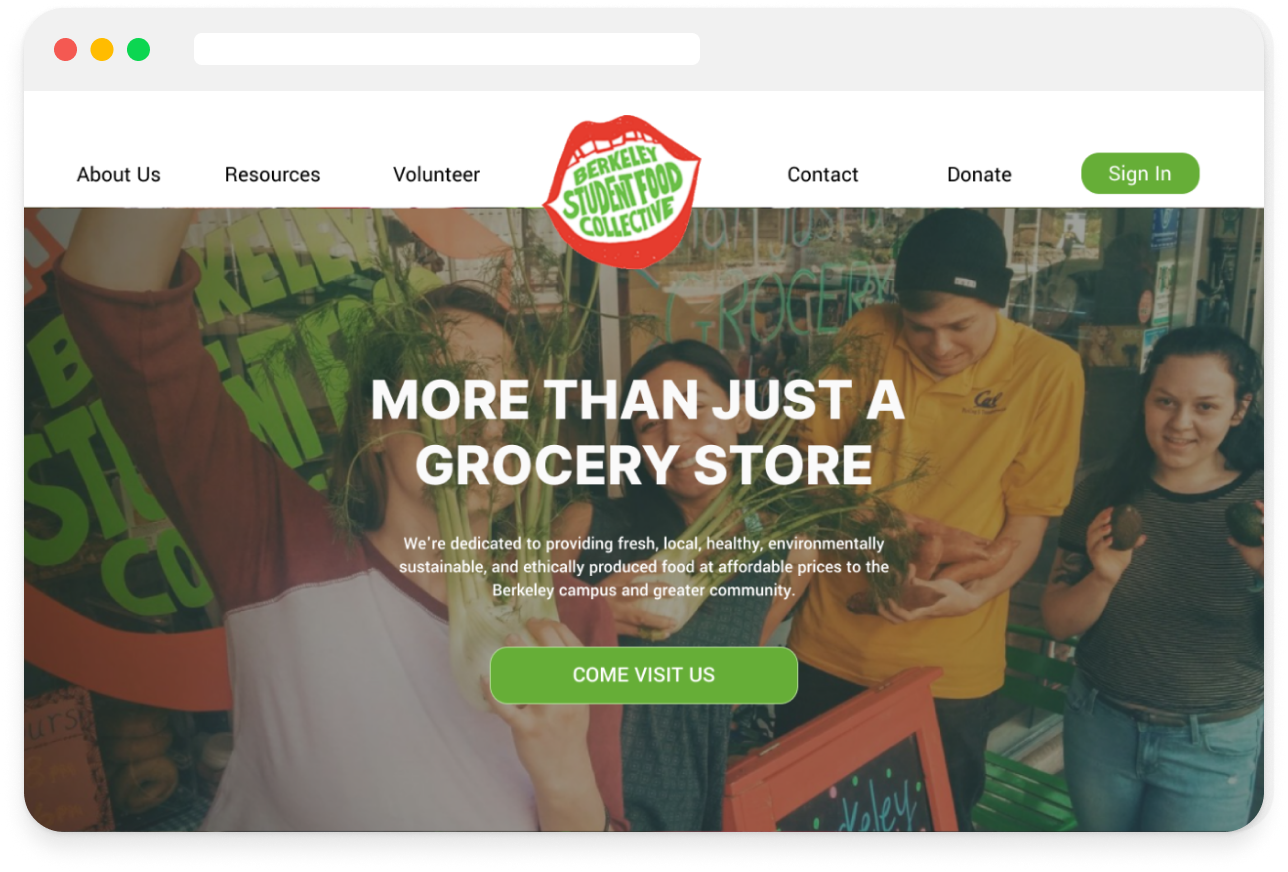 About Us
Resources
Volunteer
BERKELEY
STUDENT FOOD
COLLECTIVE
Contact
Donate
Sign In
MORE THAN JUST A
GROCERY STORE
We're dedicated to providing fresh, local, healthy, environmentally
sustainable, and ethically produced food at affordable prices to the
Berkeley campus and greater community.
COME VISIT US
GROCERY
Cal